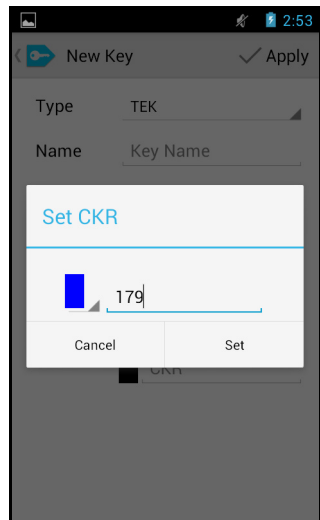 2:53
New Key
Apply
Type
TEK
Name
Key Name
Set CKR
179
Cancel
Set
CKR